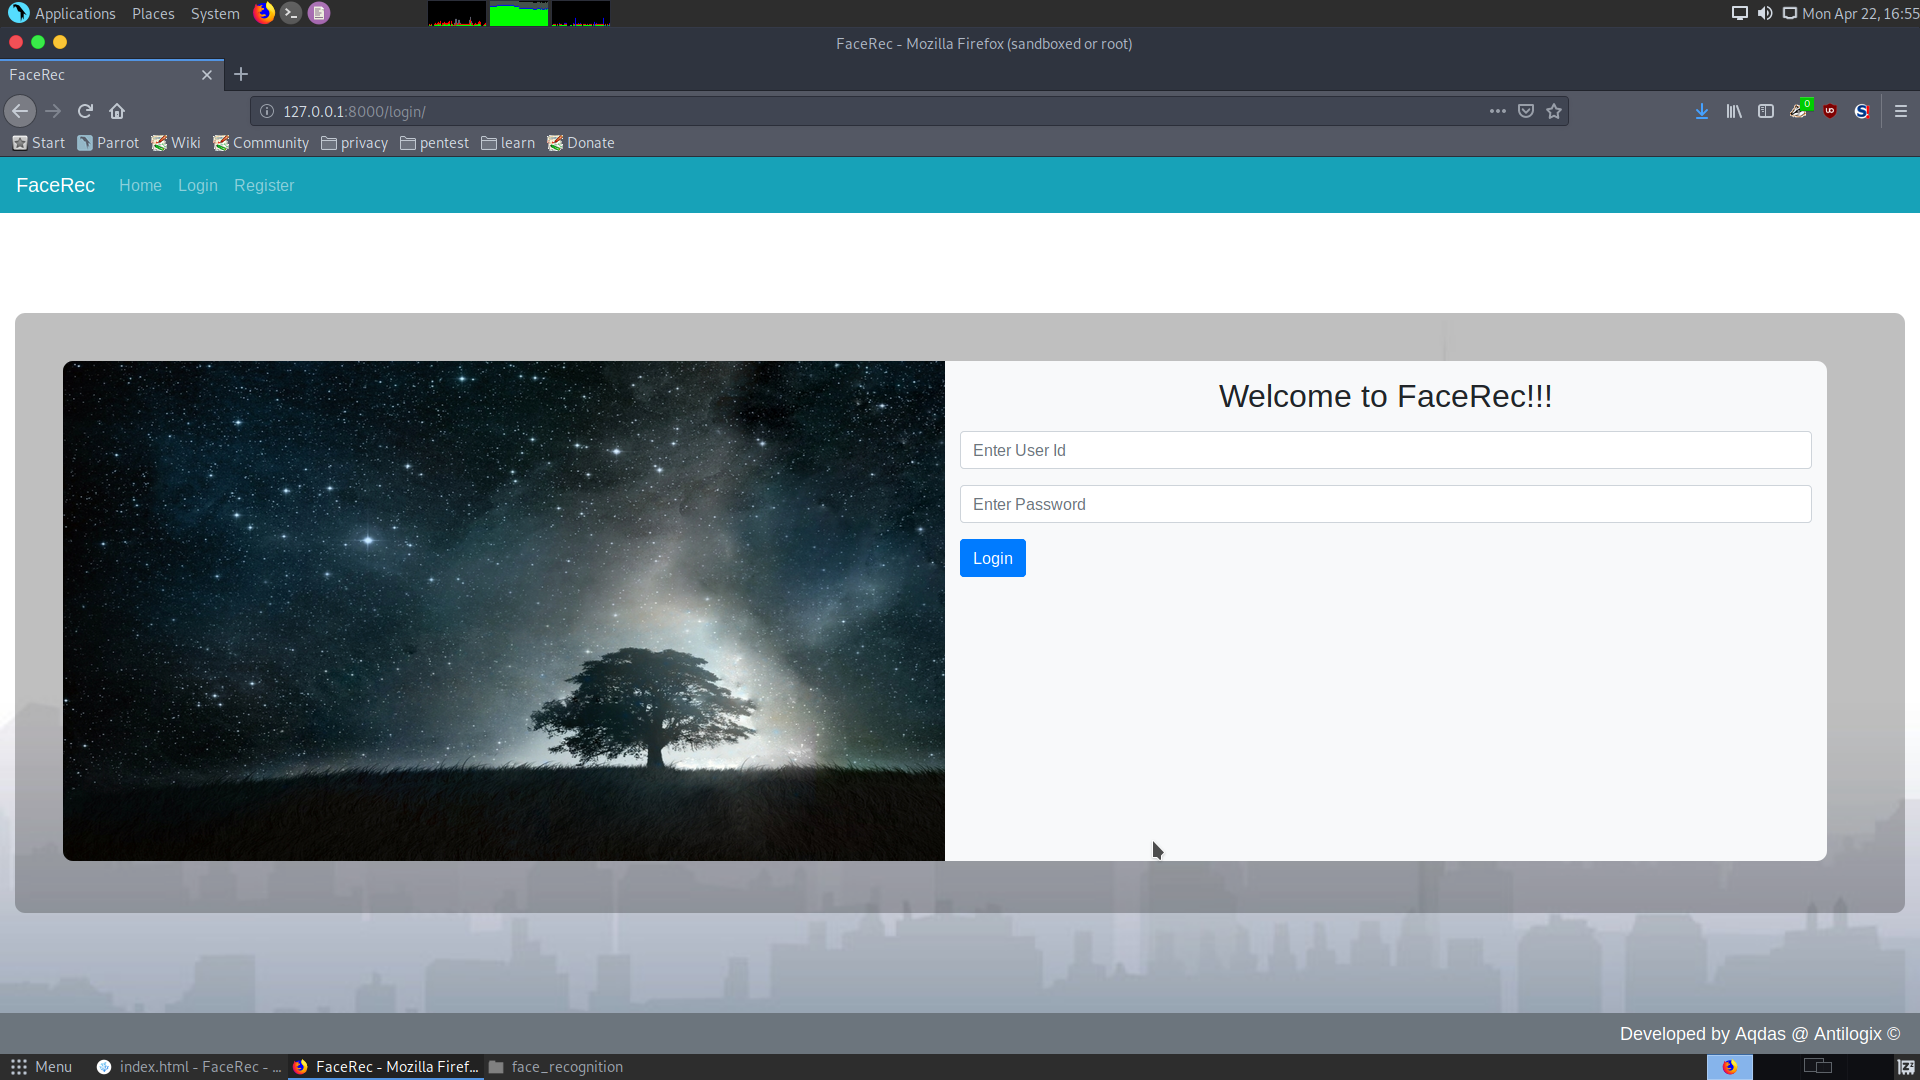 Applications Places System Mon Apr 22, 16:55
FaceRec - Mozilla Firefox (sandboxed or root)
FaceRec
127.0.0.1:8000/login/
0
Start Parrot Wiki Community privacy pentest learn Donate
FaceRec Home Login Register
Welcome to FaceRec!!!
Enter User Id
Enter Password
Login
Developed by Aqdas @ Antilogix ©
Menu index.html - FaceRec - ... FaceRec - Mozilla Firef... face_recognition